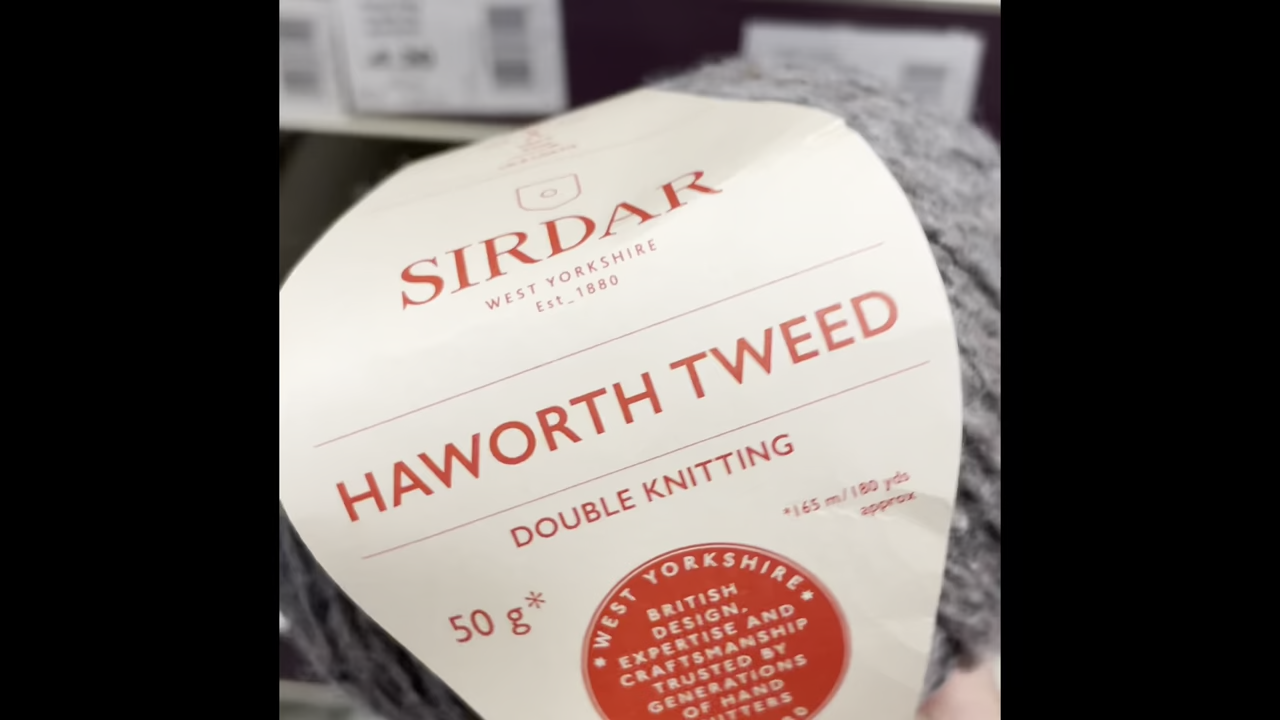 SIRDAR
WEST YORKSHIRE
Est_1880
HAWORTH TWEED
DOUBLE KNITTING
*165 m/180 yds
approx
50 g*
*WEST YORKSHIRE*
BRITISH
DESIGN,
EXPERTISE AND
CRAFTSMANSHIP
TRUSTED BY
GENERATIONS
OF HAND